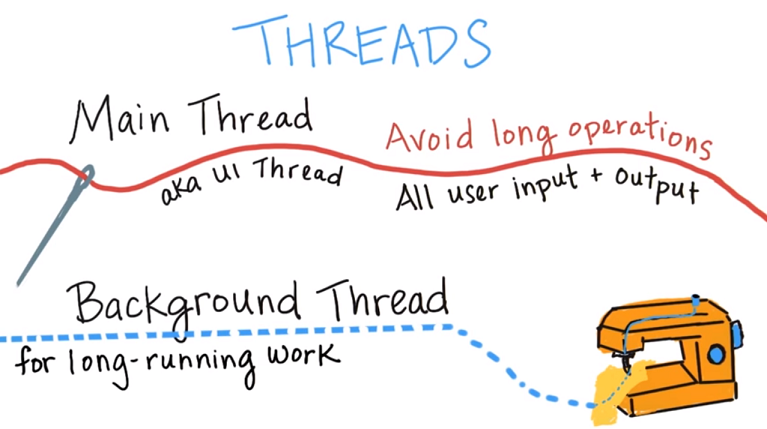 THREADS
Main Thread
Avoid long operations
aka UI Thread
All user input + output
Background Thread
for long-running work